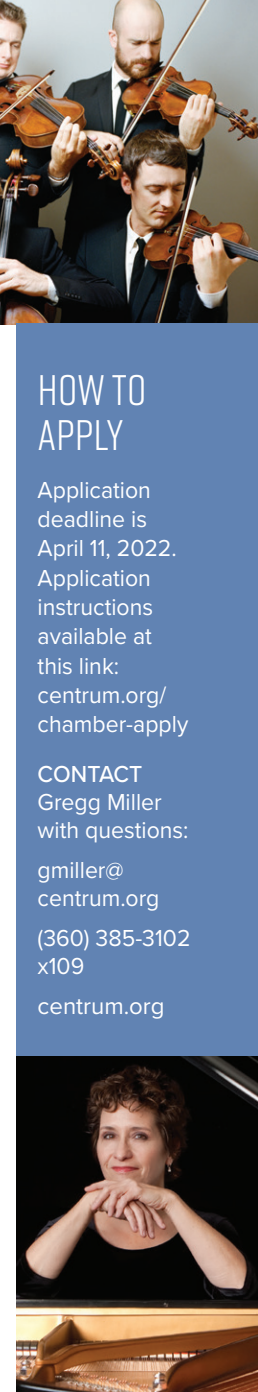 HOW TO
APPLY
Application
deadline is
April 11, 2022.
Application
instructions
available at
this link:
centrum.org/
chamber-apply
CONTACT
Gregg Miller
with questions:
gmiller@
centrum.org
(360) 385-3102
x109
centrum.org